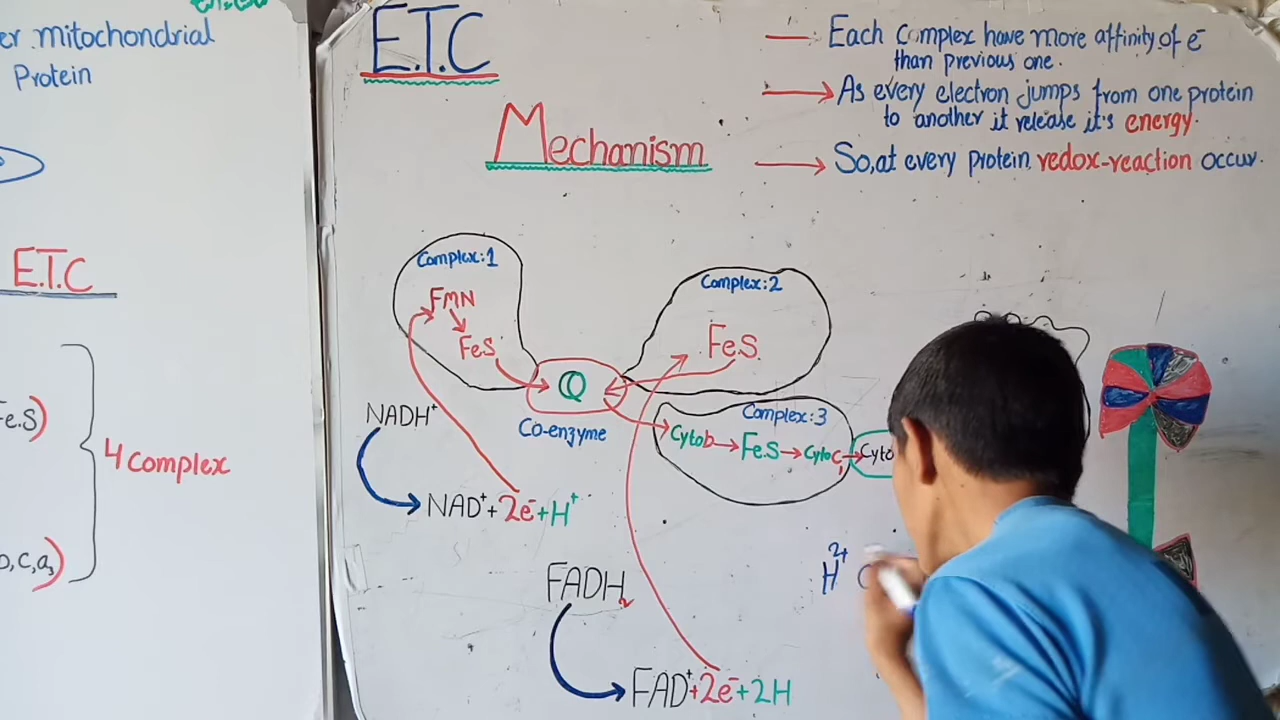 er mitochondrial
Protein
E.T.C
Fe.S)
4 Complex
C,a3)
E.T.C
Mechanism
— Each Complex have more affinity of e⁻
than previous one.
→ As every electron jumps from one protein
to another it release it's energy.
→ So, at every protein redox-reaction occur.
Complex:1
FMN
FeS
Complex:2
Fe.S
Q
Co-enzyme
Complex:3
Cytob→Fe.S→Cytoc1→Cyto
NADH⁺
NAD⁺+2e⁻+H⁺
FADH2
FAD⁺+2e⁻+2H
H²⁺